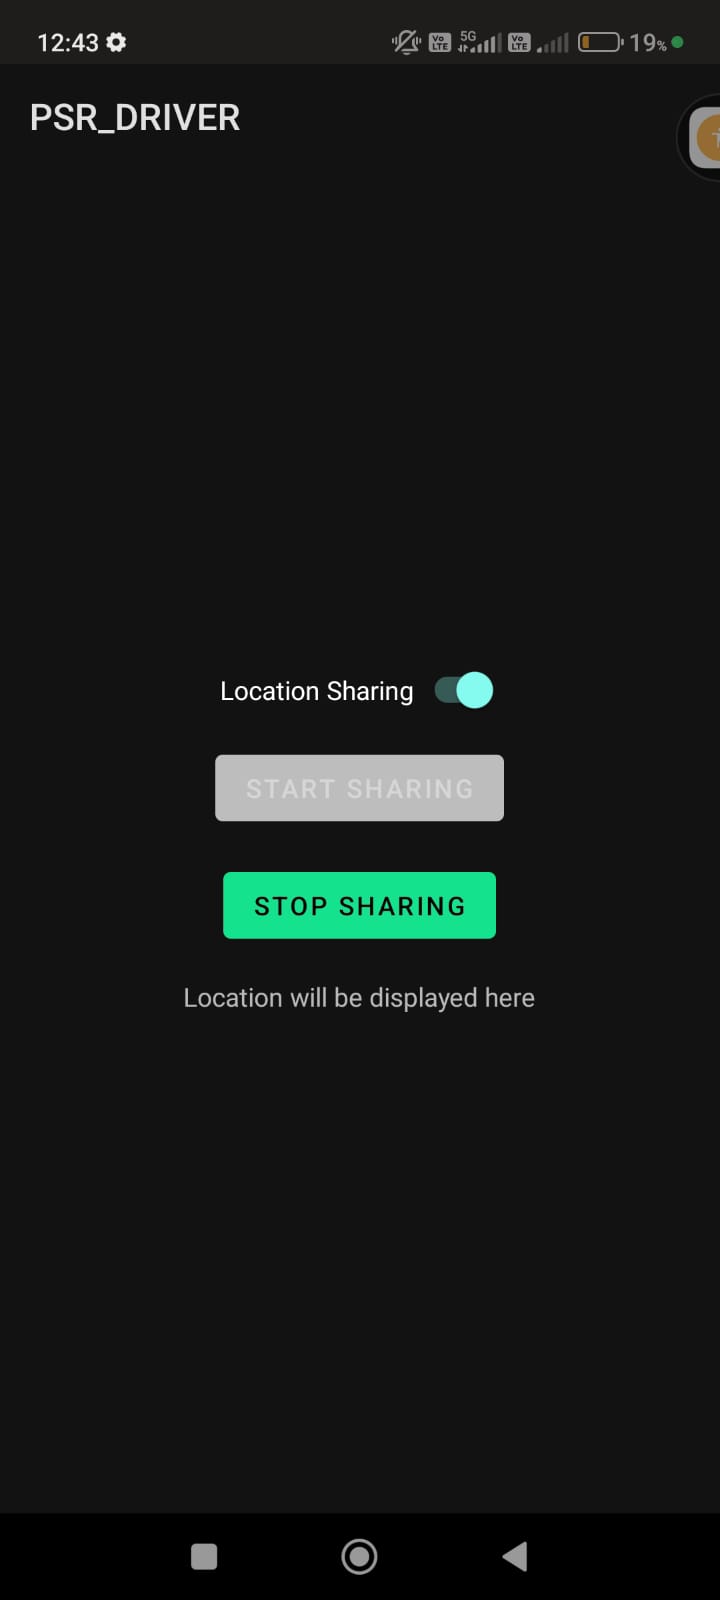 12:43 Vo LTE 5G Vo LTE 19%
PSR_DRIVER
Location Sharing
START SHARING
STOP SHARING
Location will be displayed here